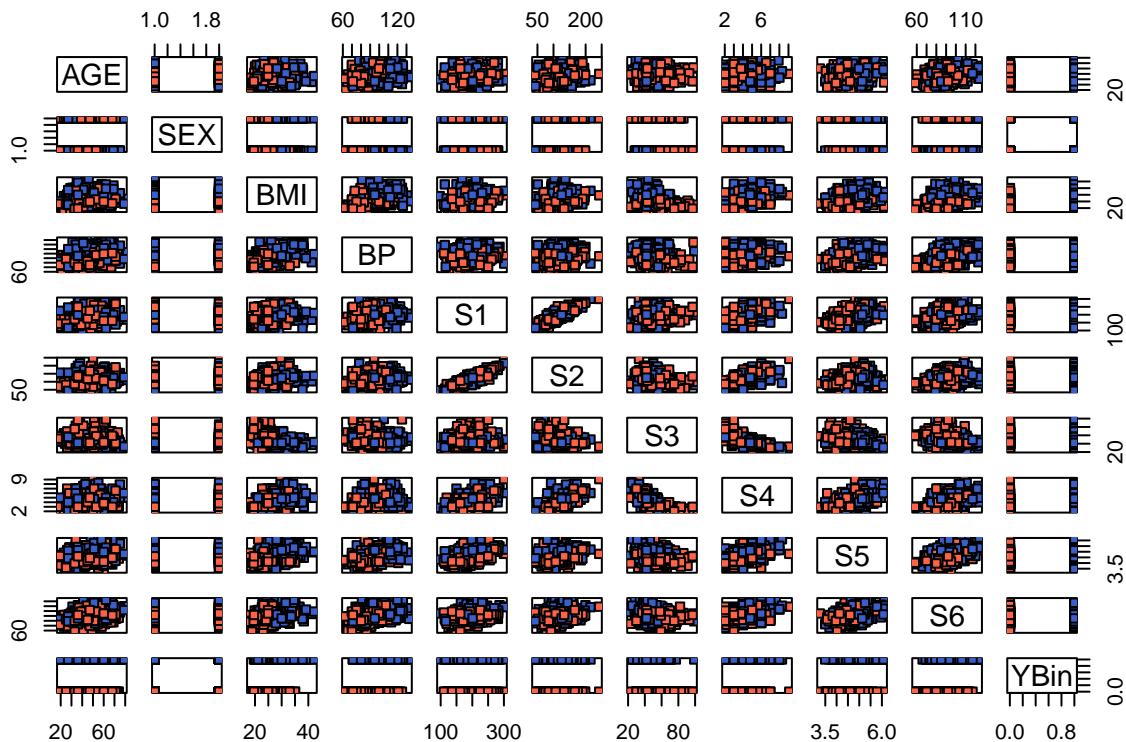 1.0 1.8 60 120 50 200 2 6 60 110
AGE 20
1.0 SEX
BMI 20
60 BP
S1 100
50 S2
S3 20
2 9 S4
S5 3.5
60 S6
YBin 0.0
20 60 20 40 100 300 20 80 3.5 6.0 0.0 0.8